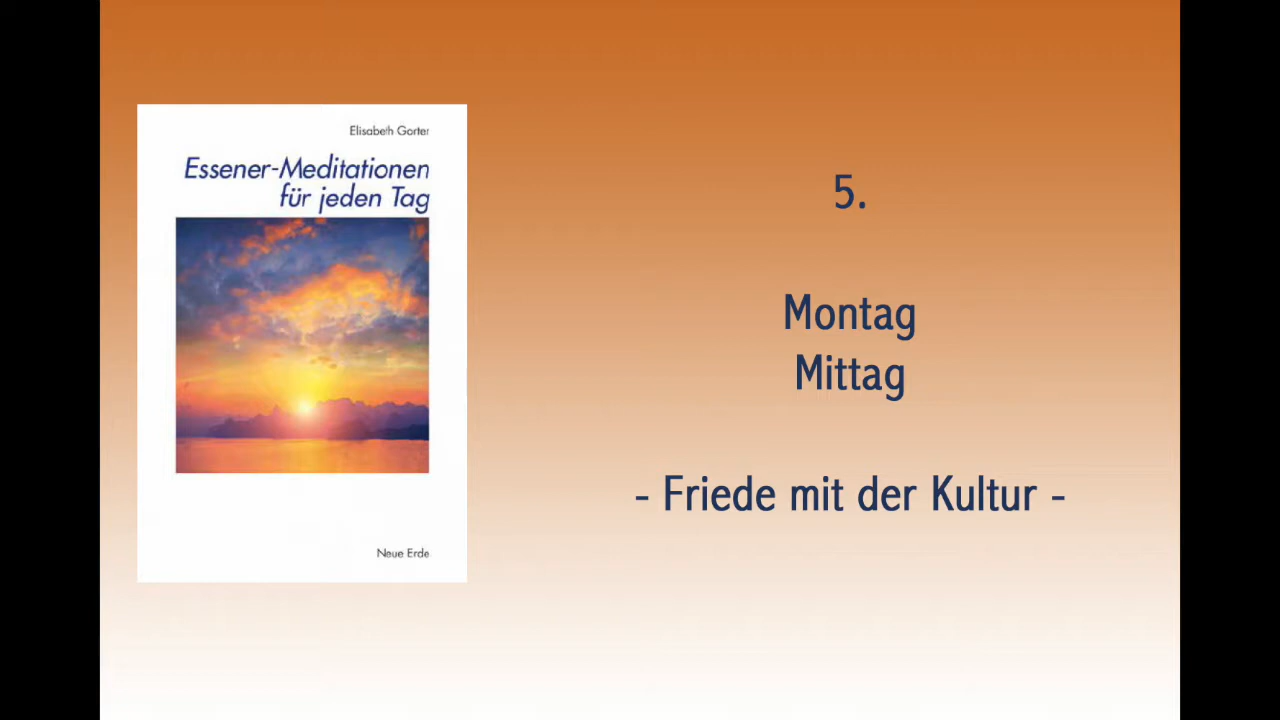 Elisabeth Gorter
Essener-Meditationen
für jeden Tag
Neue Erde
5.
Montag
Mittag
- Friede mit der Kultur -